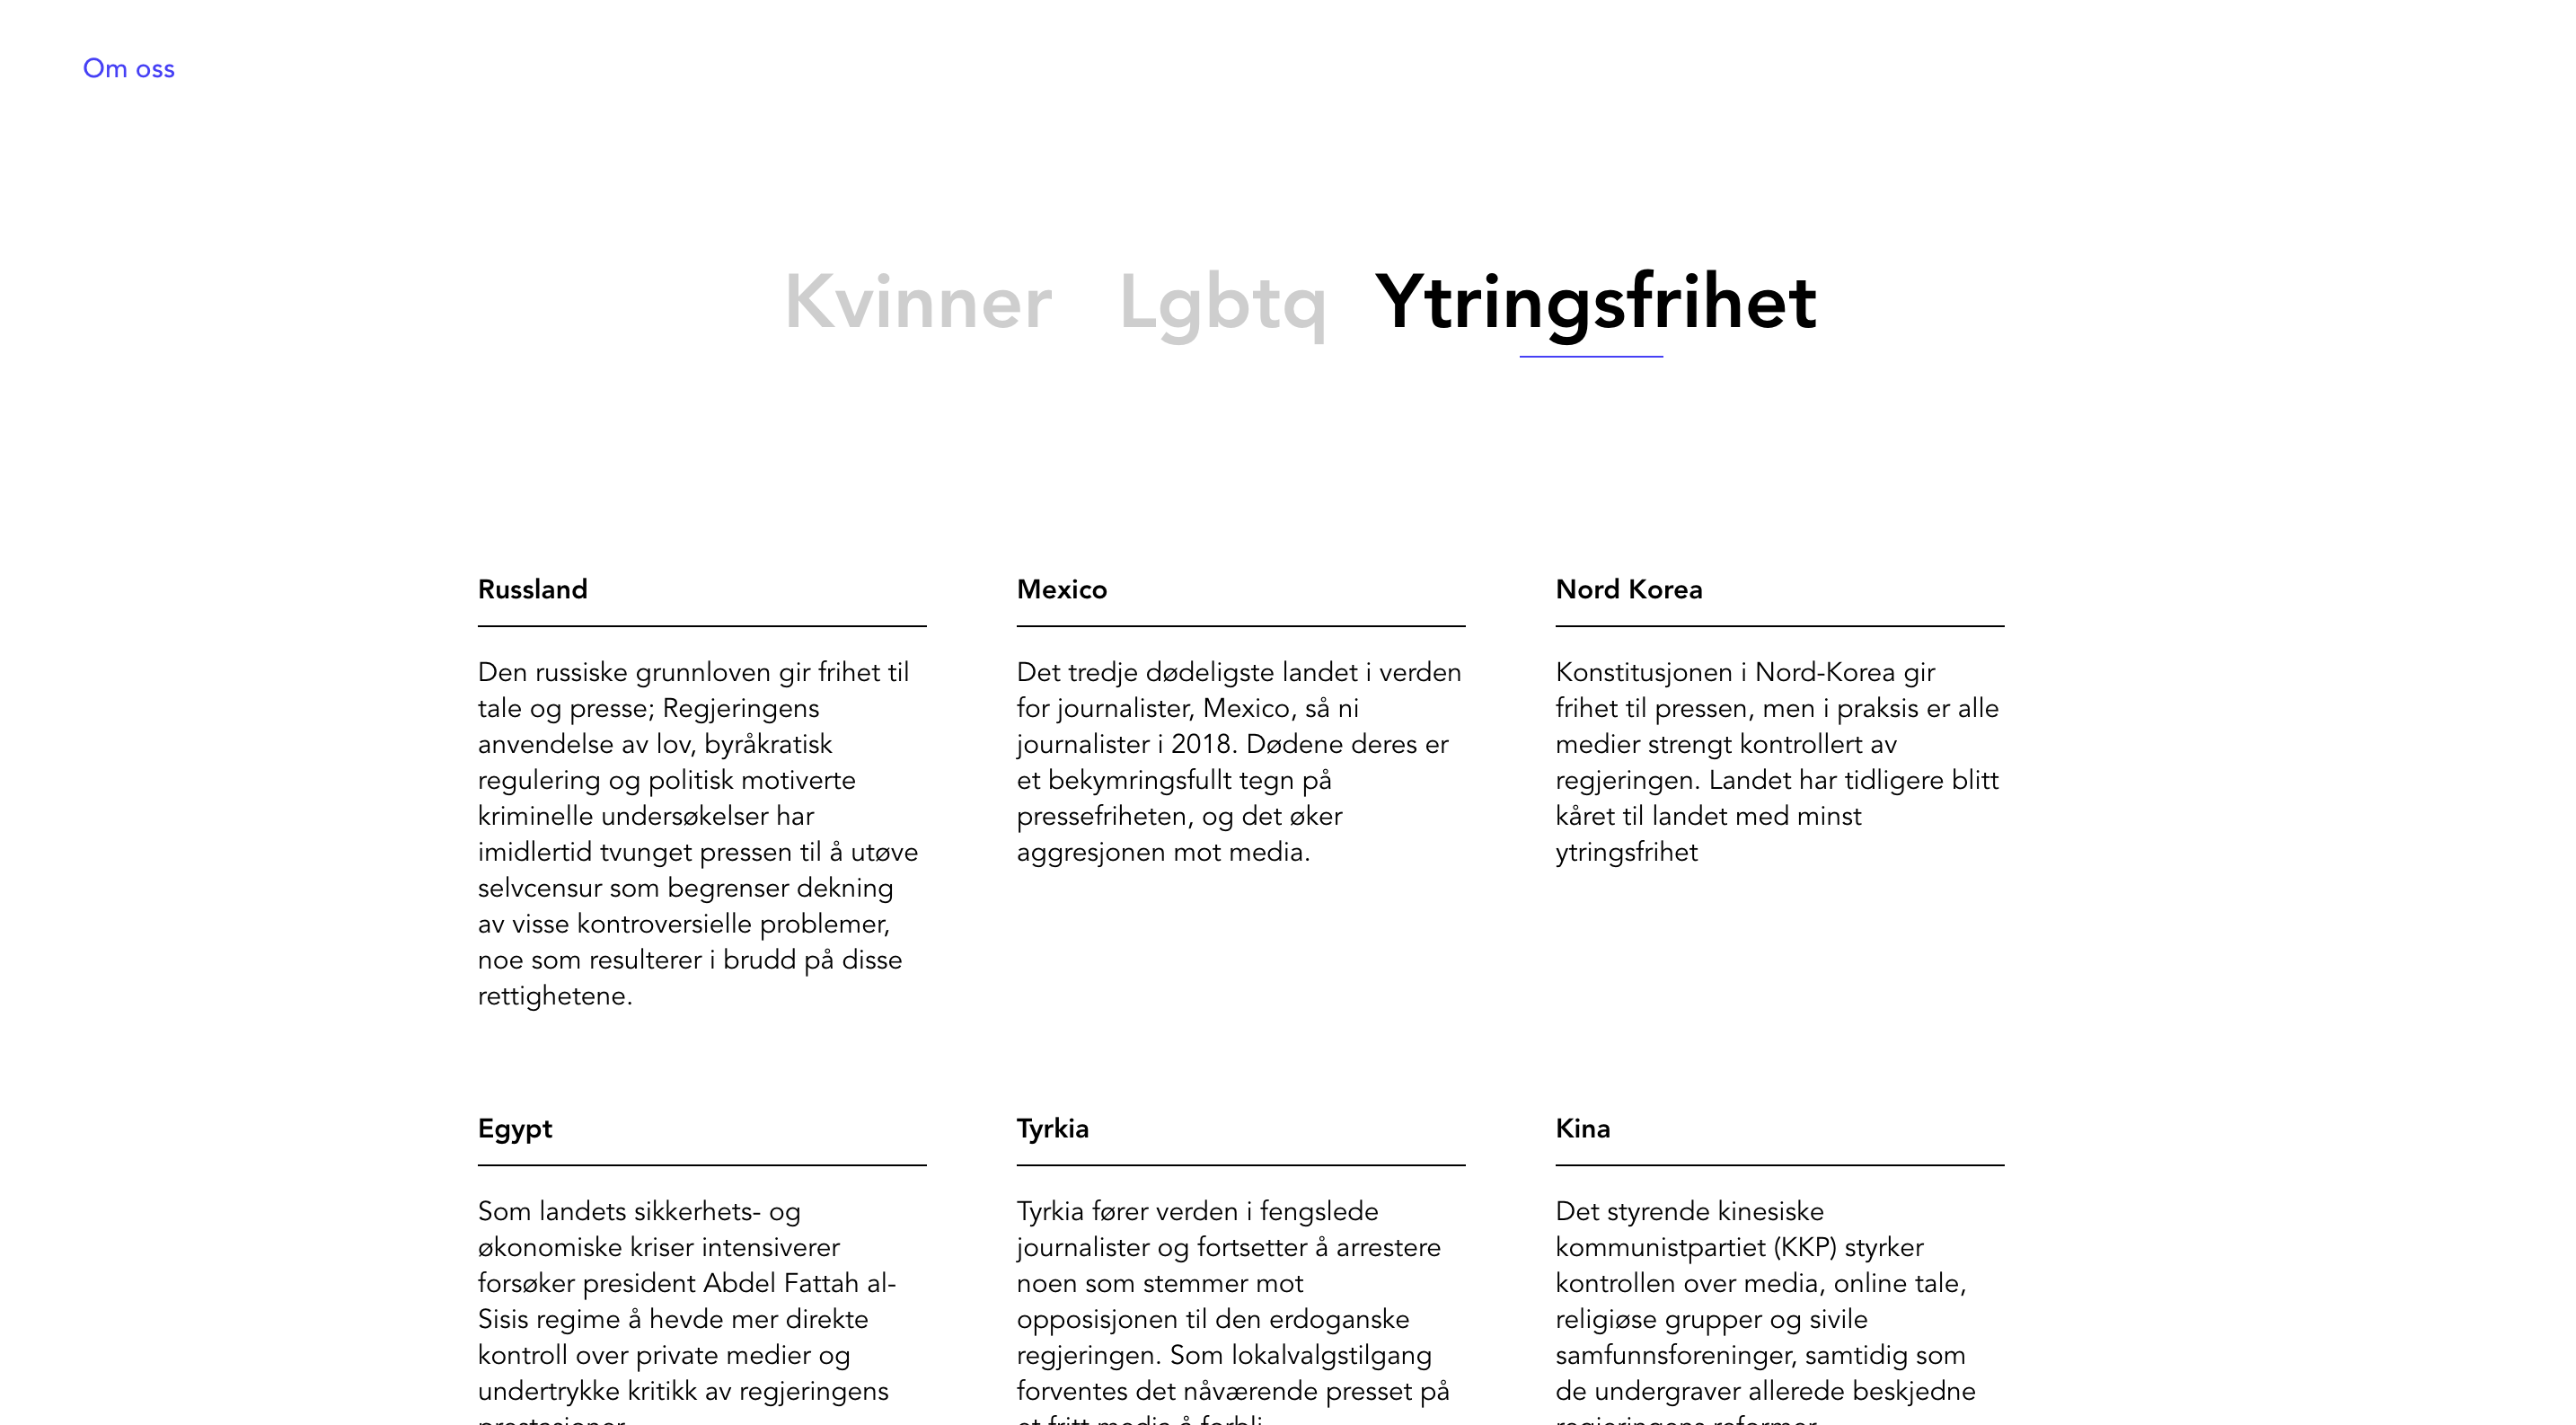 Om oss
Kvinner Lgbtq Ytringsfrihet
Russland
Den russiske grunnloven gir frihet til
tale og presse; Regjeringens
anvendelse av lov, byråkratisk
regulering og politisk motiverte
kriminelle undersøkelser har
imidlertid tvunget pressen til å utøve
selvcensur som begrenser dekning
av visse kontroversielle problemer,
noe som resulterer i brudd på disse
rettighetene.
Mexico
Det tredje dødeligste landet i verden
for journalister, Mexico, så ni
journalister i 2018. Dødene deres er
et bekymringsfullt tegn på
pressefriheten, og det øker
aggresjonen mot media.
Nord Korea
Konstitusjonen i Nord-Korea gir
frihet til pressen, men i praksis er alle
medier strengt kontrollert av
regjeringen. Landet har tidligere blitt
kåret til landet med minst
ytringsfrihet
Egypt
Som landets sikkerhets- og
økonomiske kriser intensiverer
forsøker president Abdel Fattah al-
Sisis regime å hevde mer direkte
kontroll over private medier og
undertrykke kritikk av regjeringens
Tyrkia
Tyrkia fører verden i fengslede
journalister og fortsetter å arrestere
noen som stemmer mot
opposisjonen til den erdoganske
regjeringen. Som lokalvalgstilgang
forventes det nåværende presset på
et fritt media å forbli
Kina
Det styrende kinesiske
kommunistpartiet (KKP) styrker
kontrollen over media, online tale,
religiøse grupper og sivile
samfunnsforeninger, samtidig som
de undergraver allerede beskjedne
regjeringens reformer